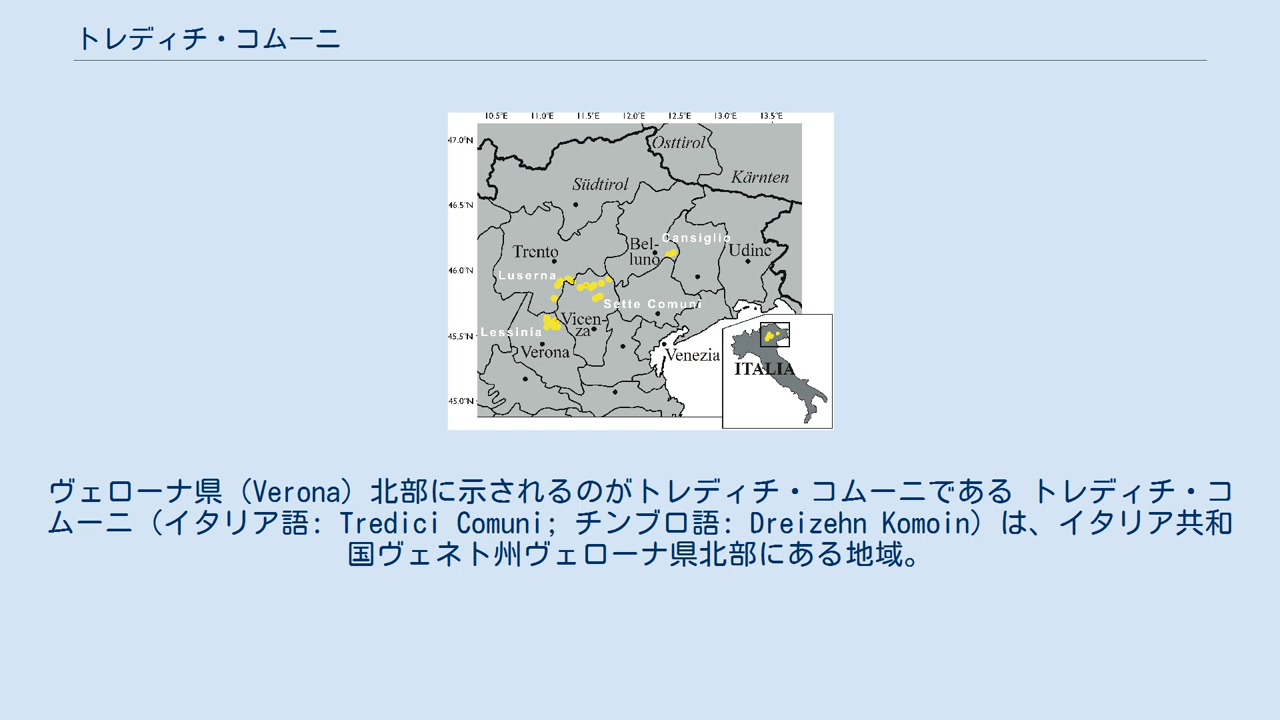 トレディチ・コムーニ
10.5°E 11.0°E 11.5°E 12.0°E 12.5°E 13.0°E 13.5°E
47.0°N
Osttirol
Südtirol
Kärnten
46.5°N
Cansiglio
Trento
Bel-
luno
Udine
46.0°N
Luserna
Sette Comuni
Vicen-
za
Lessinia
45.5°N
Verona
Venezia
ITALIA
45.0°N
ヴェローナ県（Verona）北部に示されるのがトレディチ・コムーニである トレディチ・コ
ムーニ（イタリア語: Tredici Comuni; チンブロ語: Dreizehn Komoin）は、イタリア共和
国ヴェネト州ヴェローナ県北部にある地域。